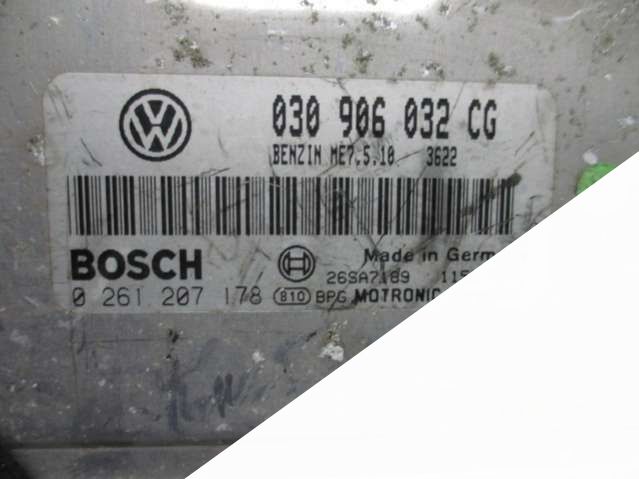 030 906 032 CG
BENZIN ME7.5.10 3622
BOSCH
Made in
26SA7189
0 261 207 178 810 BPG MOTRONIC